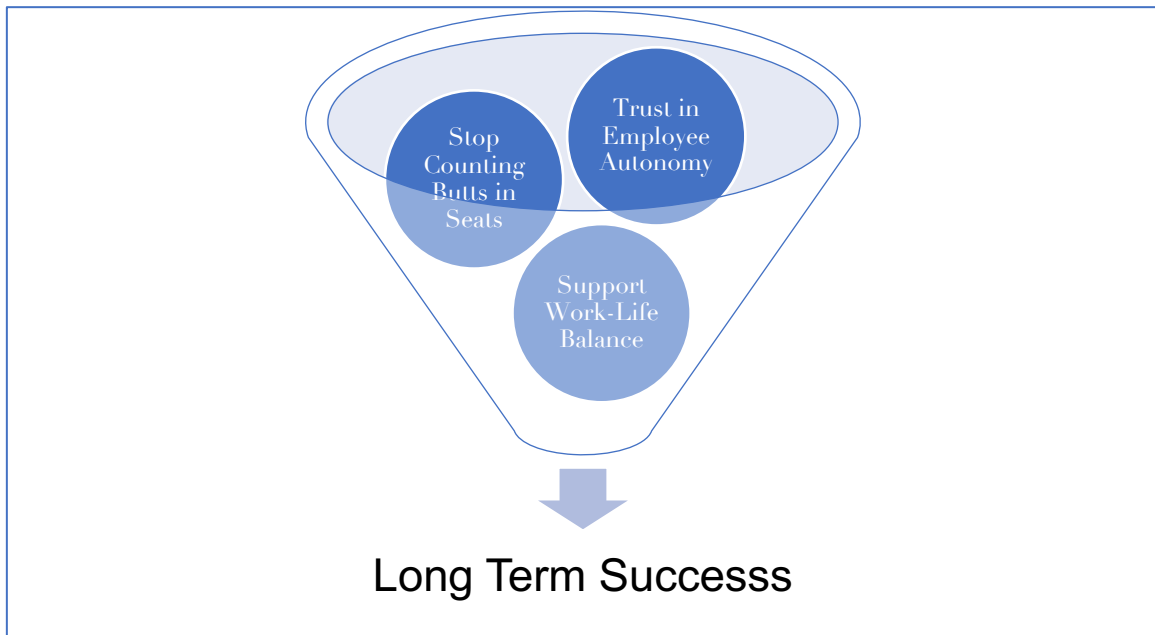 Stop
Counting
Butts in
Seats
Trust in
Employee
Autonomy
Support
Work-Life
Balance
Long Term Successs